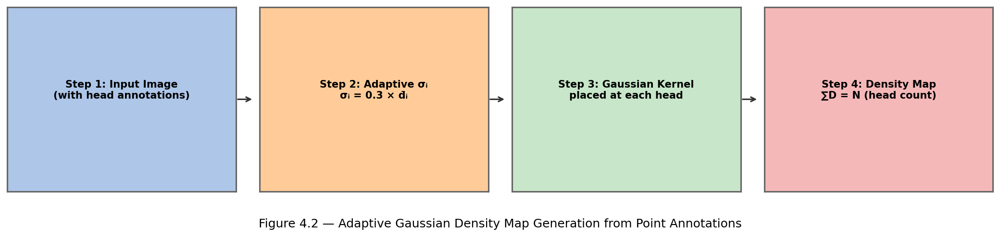 Step 1: Input Image
(with head annotations)
Step 2: Adaptive σᵢ
σᵢ = 0.3 × d̄ᵢ
Step 3: Gaussian Kernel
placed at each head
Step 4: Density Map
∑D = N (head count)
Figure 4.2 — Adaptive Gaussian Density Map Generation from Point Annotations